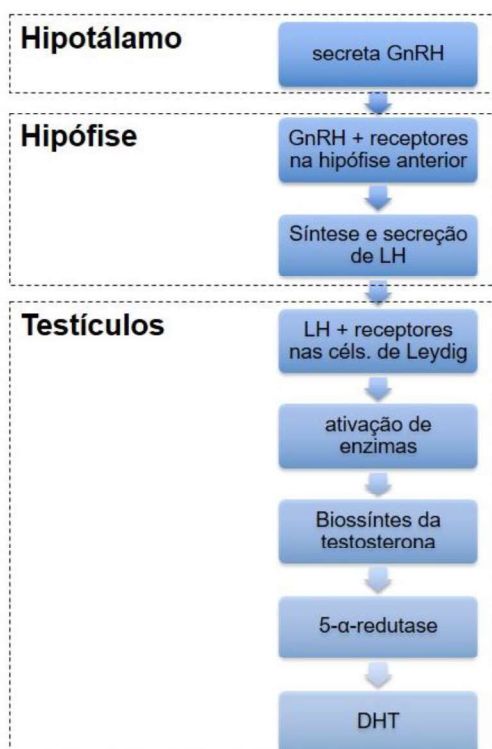 Hipotálamo
secreta GnRH
Hipófise
GnRH + receptores
na hipófise anterior
Síntese e secreção
de LH
Testículos
LH + receptores
nas céls. de Leydig
ativação de
enzimas
Biossíntes da
testosterona
5-α-redutase
DHT